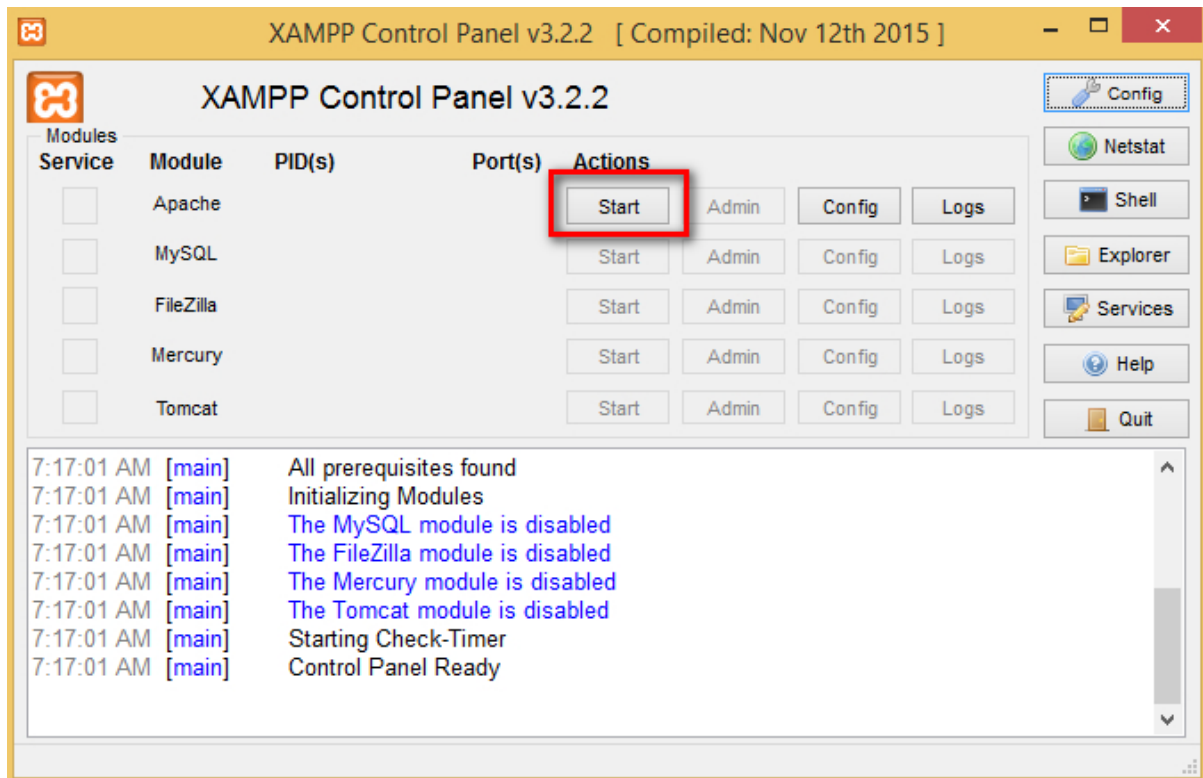 XAMPP Control Panel v3.2.2 [ Compiled: Nov 12th 2015 ]
XAMPP Control Panel v3.2.2
Config
Modules
Service Module PID(s) Port(s) Actions
Netstat
Apache Start Admin Config Logs
Shell
MySQL Start Admin Config Logs
Explorer
FileZilla Start Admin Config Logs
Services
Mercury Start Admin Config Logs
Help
Tomcat Start Admin Config Logs
Quit
7:17:01 AM [main] All prerequisites found
7:17:01 AM [main] Initializing Modules
7:17:01 AM [main] The MySQL module is disabled
7:17:01 AM [main] The FileZilla module is disabled
7:17:01 AM [main] The Mercury module is disabled
7:17:01 AM [main] The Tomcat module is disabled
7:17:01 AM [main] Starting Check-Timer
7:17:01 AM [main] Control Panel Ready